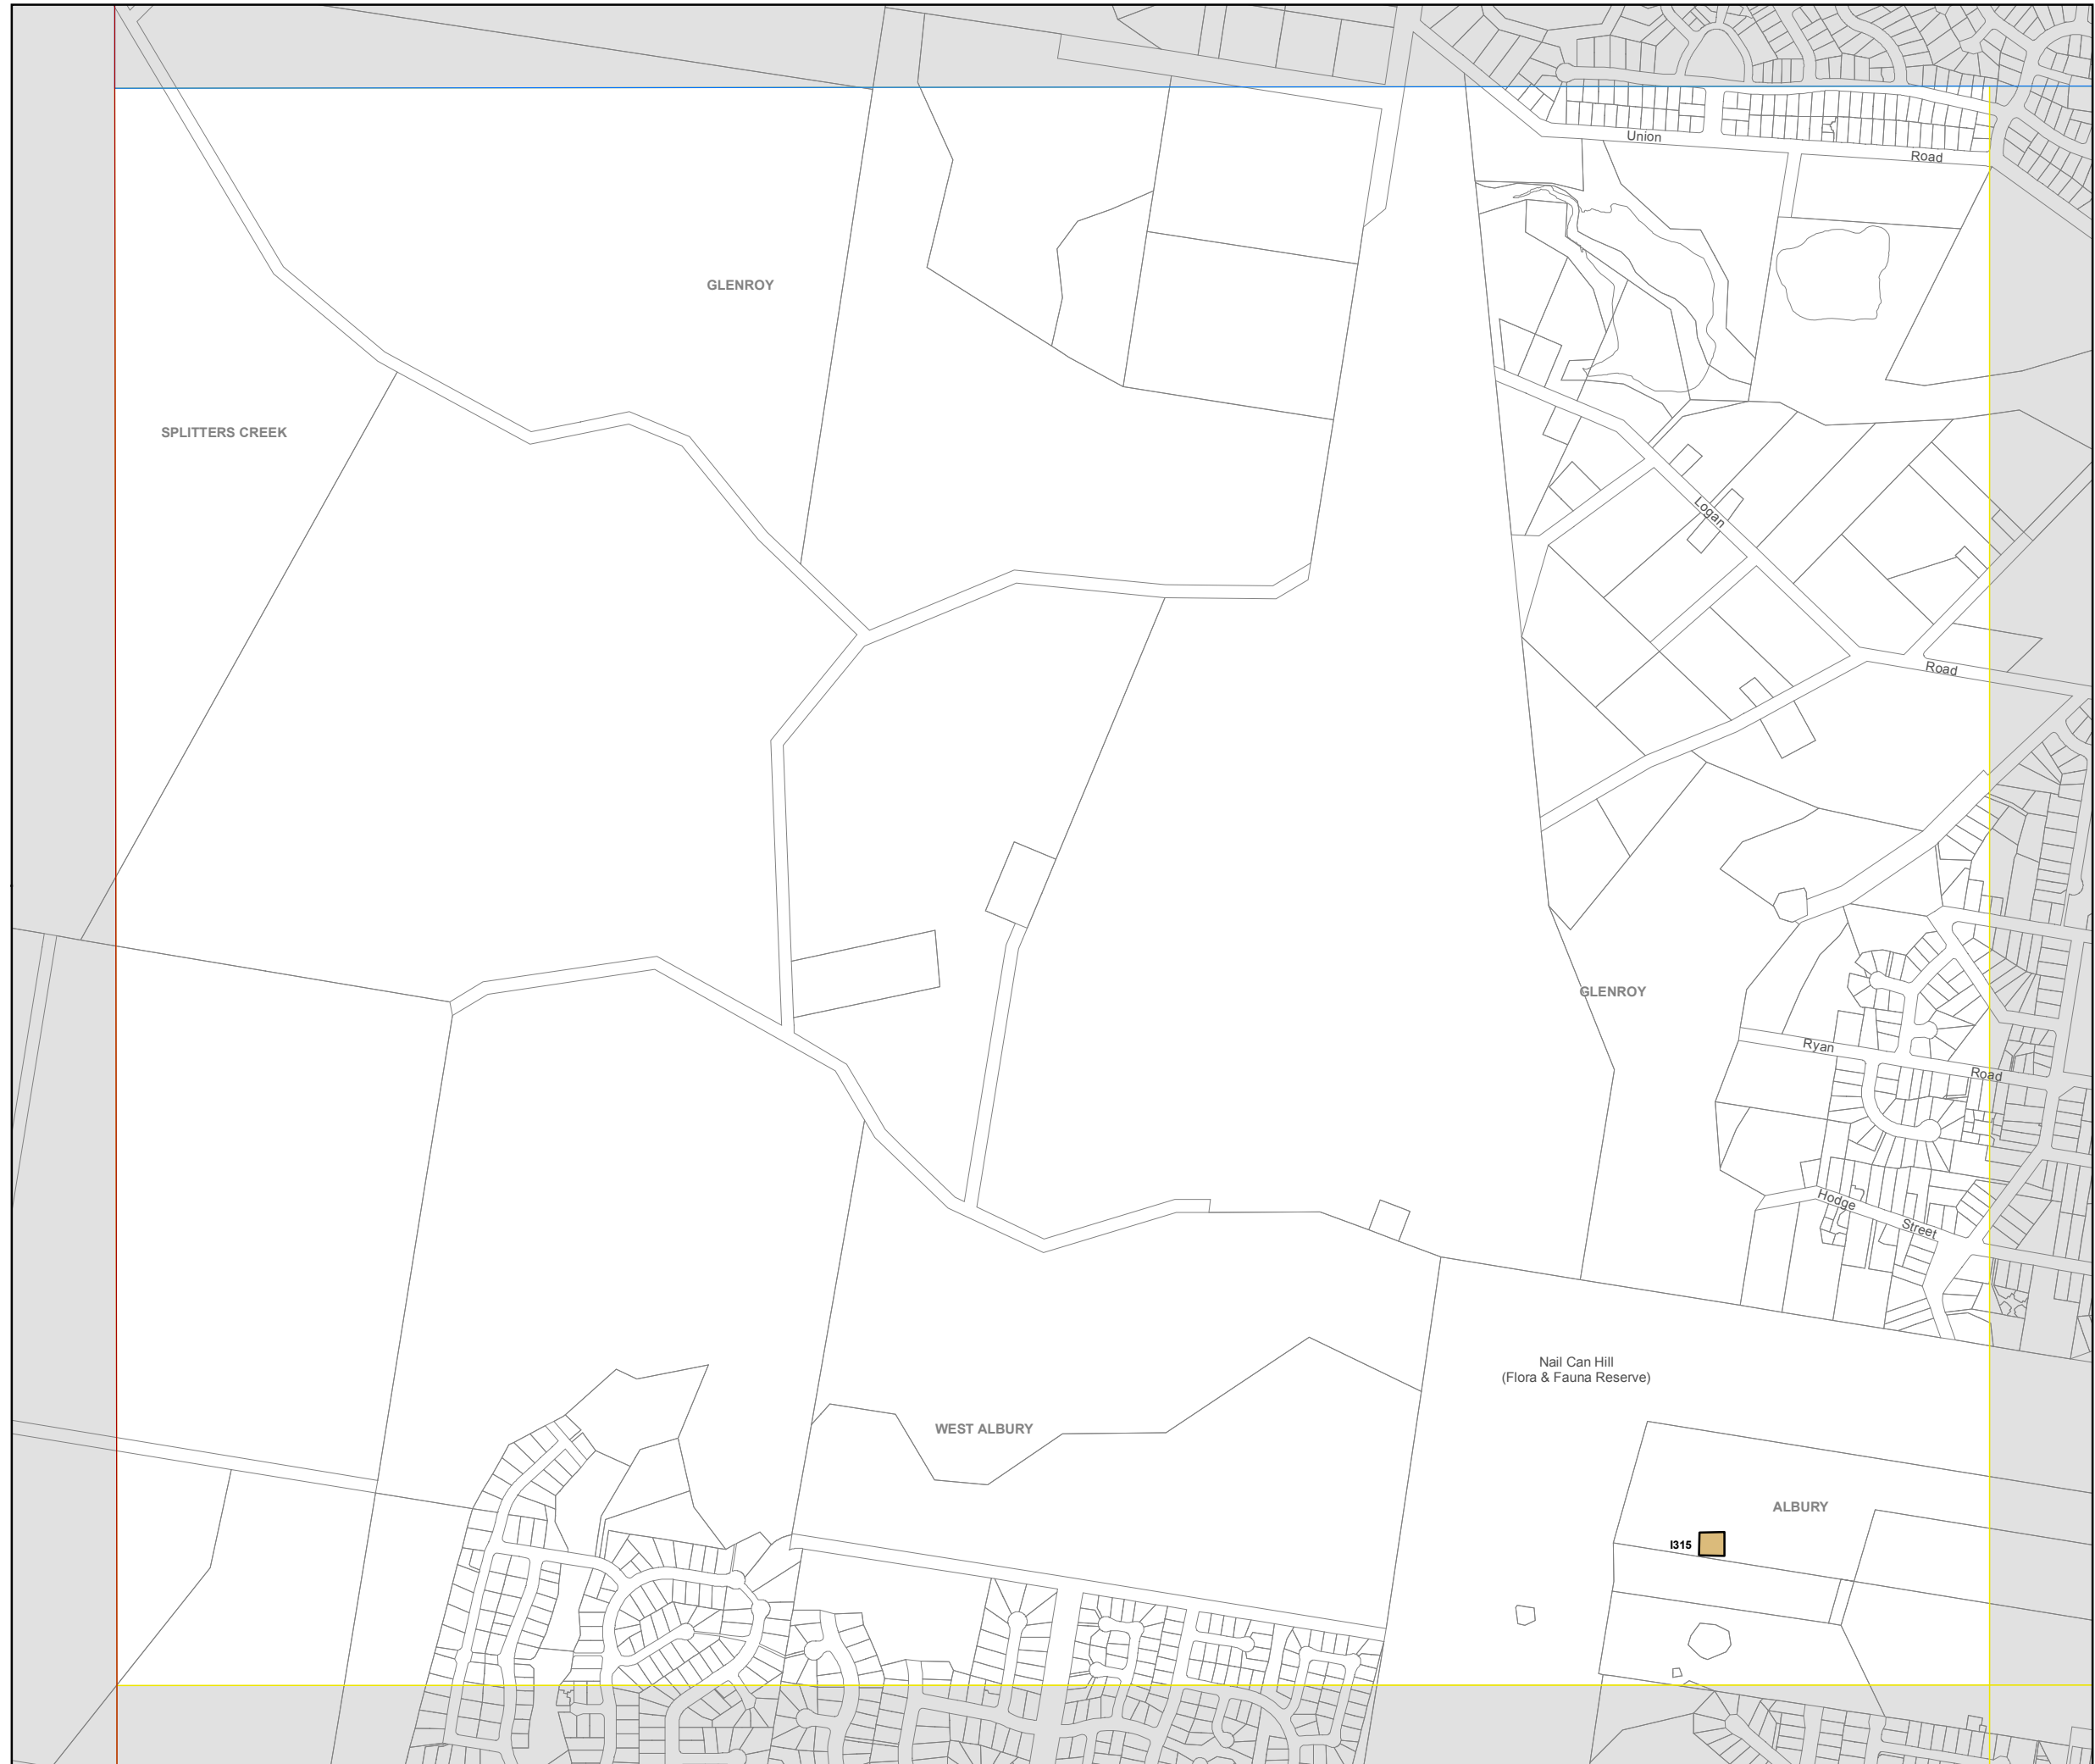 Union
Road
GLENROY
SPLITTERS CREEK
Logan
Road
GLENROY
Ryan
Road
Hodge
Street
Nail Can Hill
(Flora & Fauna Reserve)
WEST ALBURY
ALBURY
I315